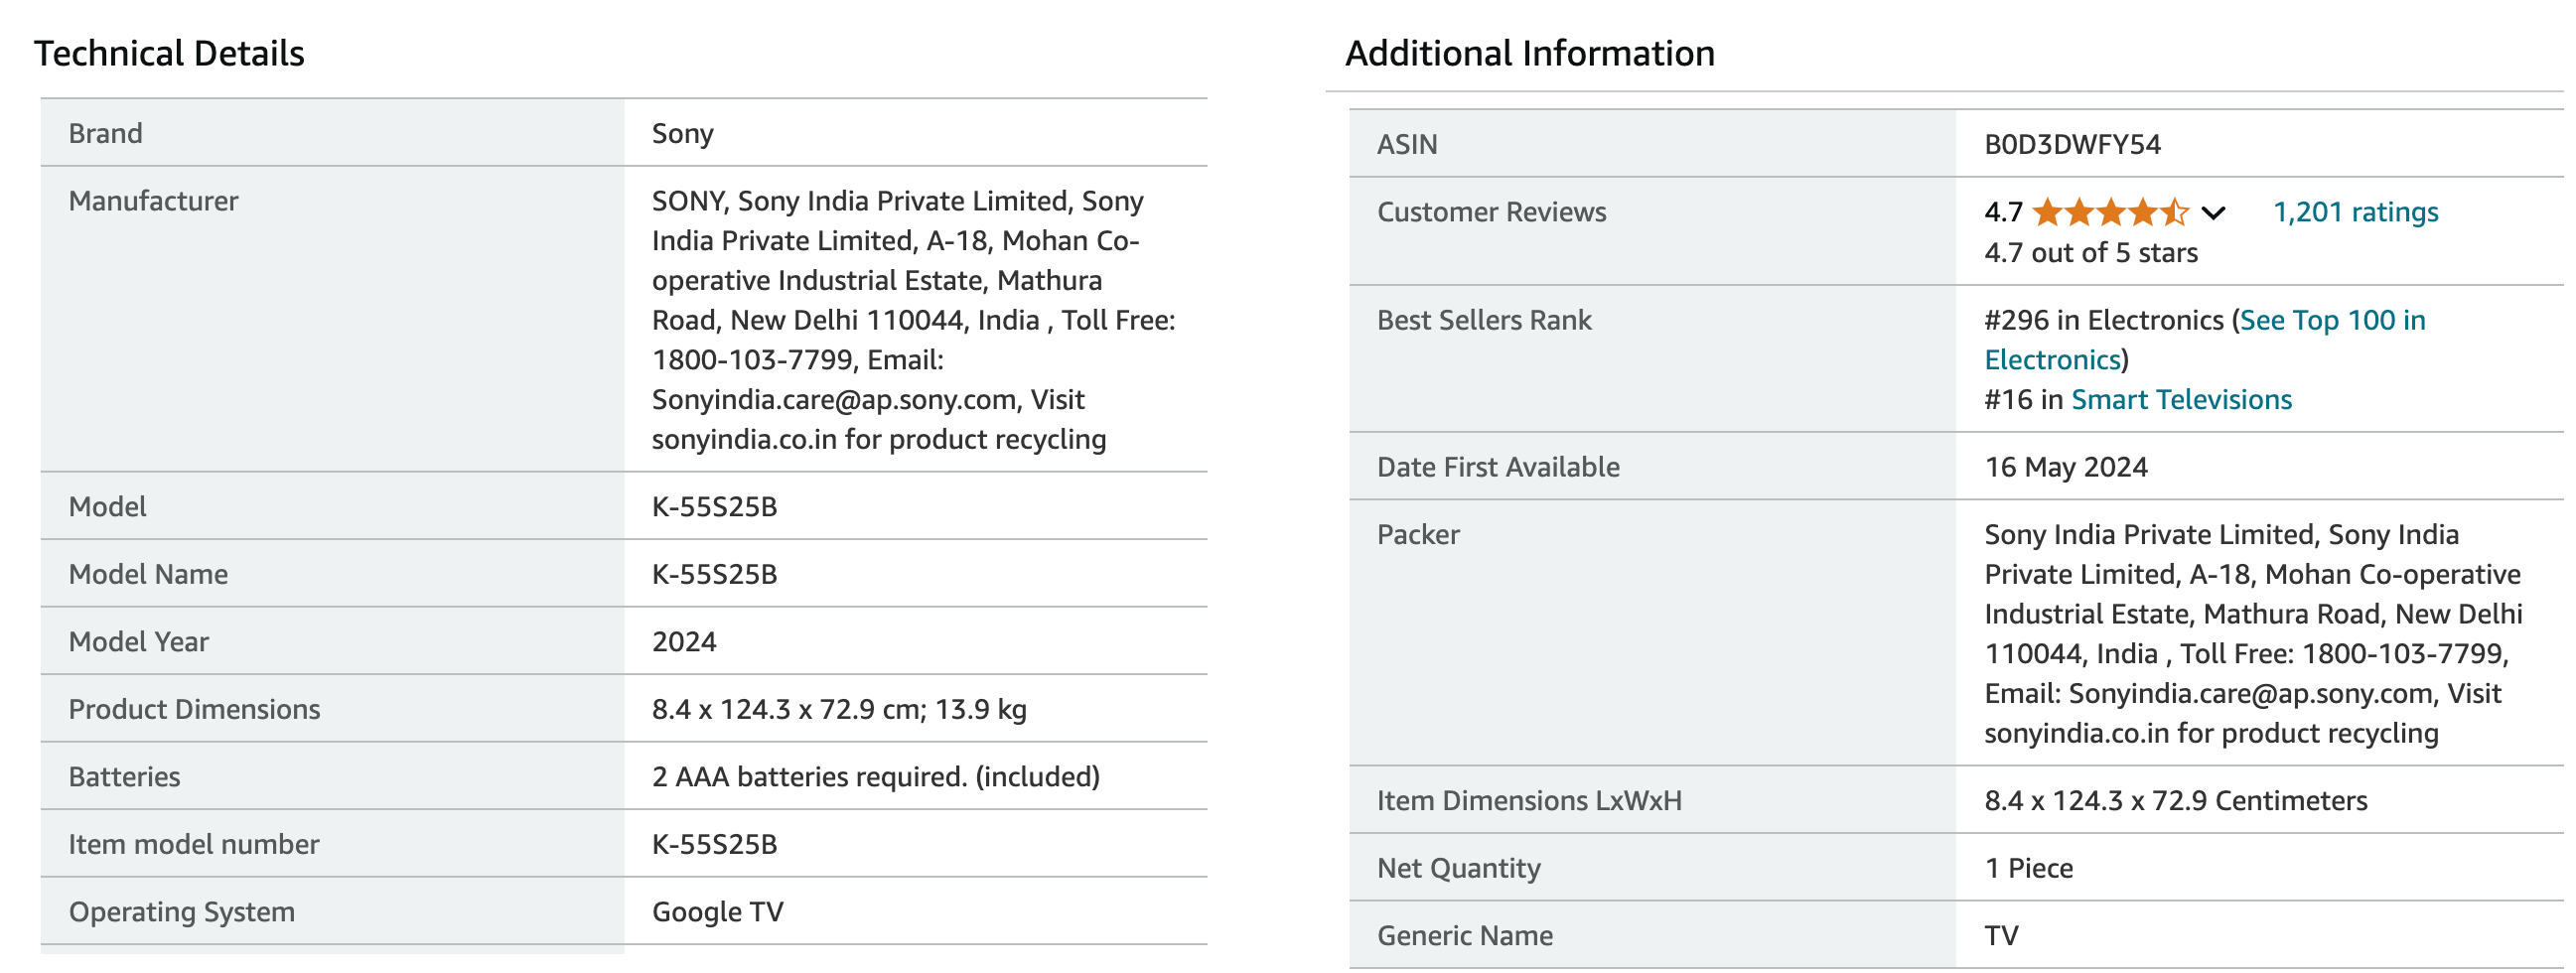 Technical Details
Brand
Sony
Manufacturer
SONY, Sony India Private Limited, Sony
India Private Limited, A-18, Mohan Co-
operative Industrial Estate, Mathura
Road, New Delhi 110044, India , Toll Free:
1800-103-7799, Email:
Sonyindia.care@ap.sony.com, Visit
sonyindia.co.in for product recycling
Model
K-55S25B
Model Name
K-55S25B
Model Year
2024
Product Dimensions
8.4 x 124.3 x 72.9 cm; 13.9 kg
Batteries
2 AAA batteries required. (included)
Item model number
K-55S25B
Operating System
Google TV
Additional Information
ASIN
B0D3DWFY54
Customer Reviews
4.7 1,201 ratings
4.7 out of 5 stars
Best Sellers Rank
#296 in Electronics (See Top 100 in
Electronics)
#16 in Smart Televisions
Date First Available
16 May 2024
Packer
Sony India Private Limited, Sony India
Private Limited, A-18, Mohan Co-operative
Industrial Estate, Mathura Road, New Delhi
110044, India , Toll Free: 1800-103-7799,
Email: Sonyindia.care@ap.sony.com, Visit
sonyindia.co.in for product recycling
Item Dimensions LxWxH
8.4 x 124.3 x 72.9 Centimeters
Net Quantity
1 Piece
Generic Name
TV